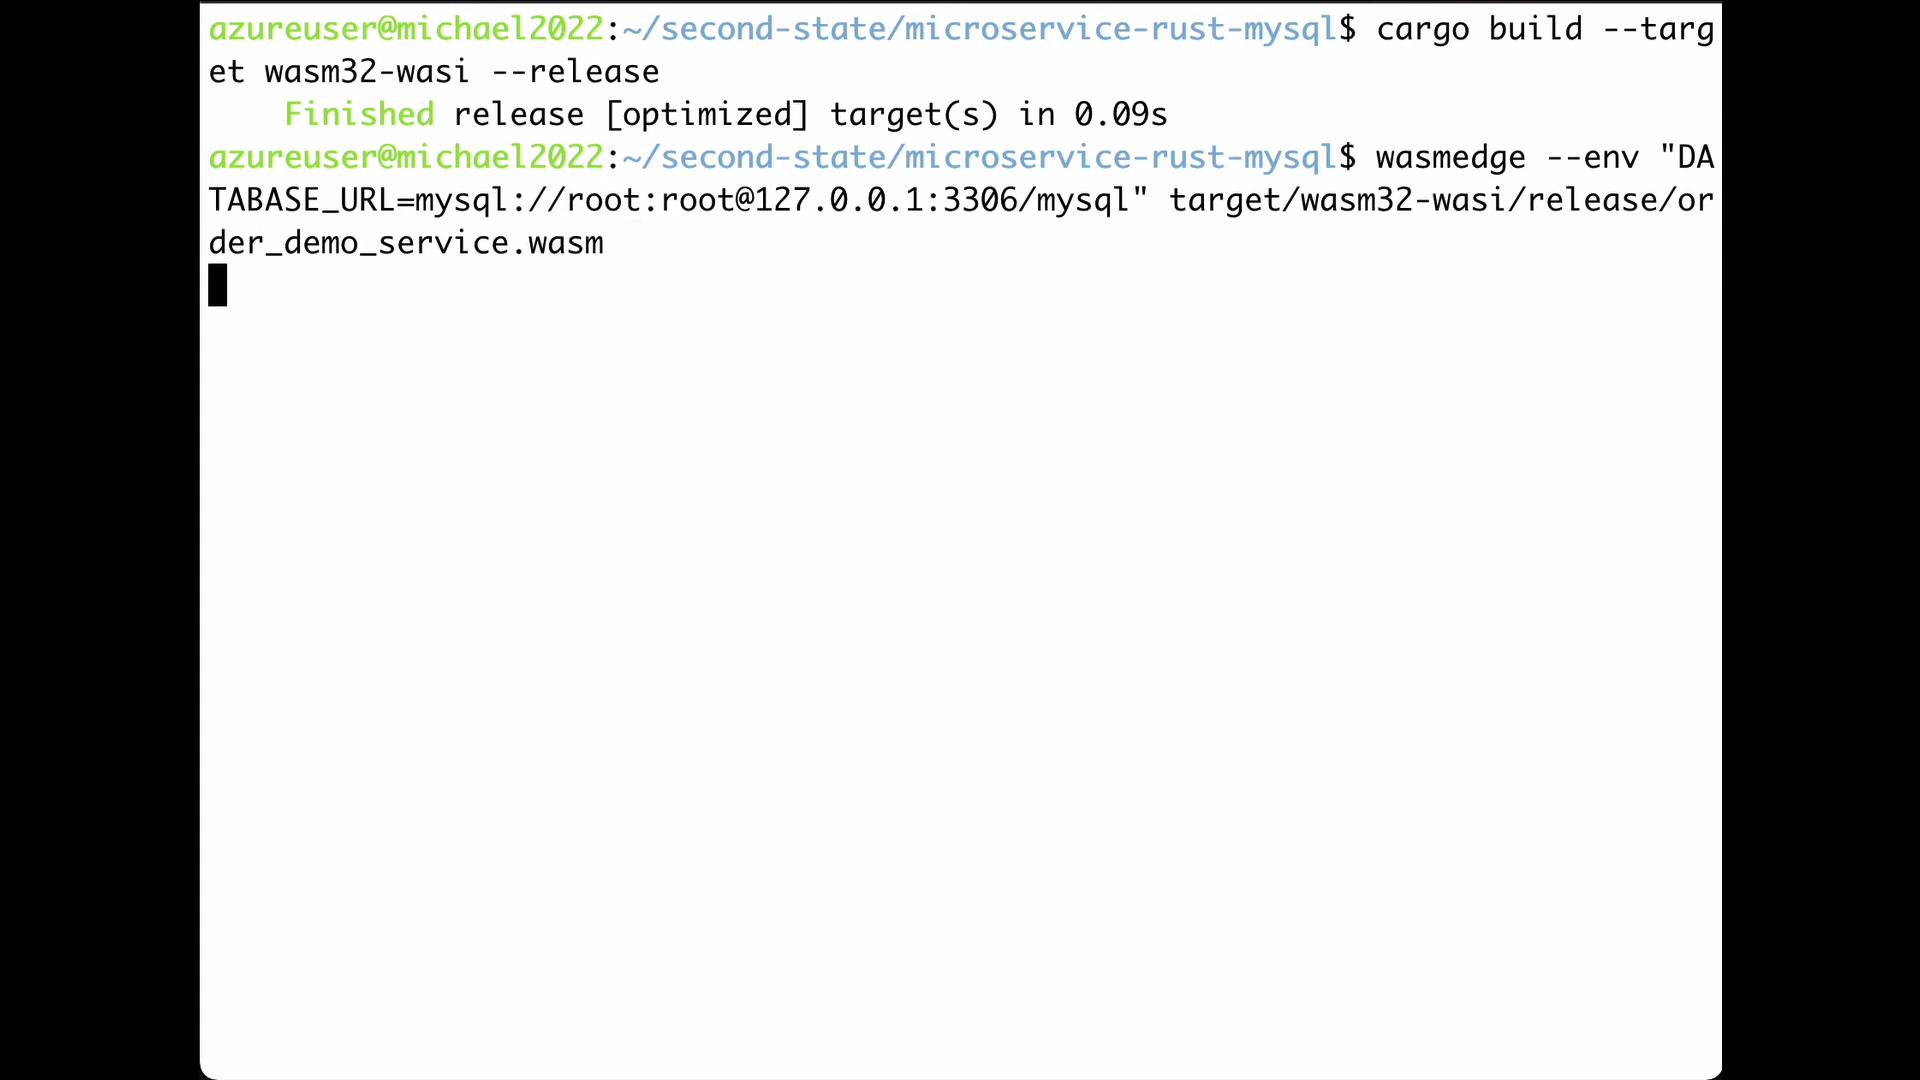 azureuser@michael2022:~/second-state/microservice-rust-mysql$ cargo build --targ
et wasm32-wasi --release
    Finished release [optimized] target(s) in 0.09s
azureuser@michael2022:~/second-state/microservice-rust-mysql$ wasmedge --env "DA
TABASE_URL=mysql://root:root@127.0.0.1:3306/mysql" target/wasm32-wasi/release/or
der_demo_service.wasm